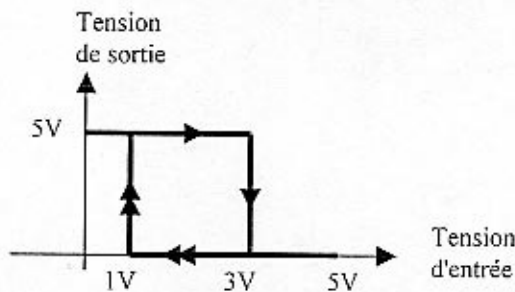 Tension
de sortie
5V
1V
3V
5V
Tension
d'entrée